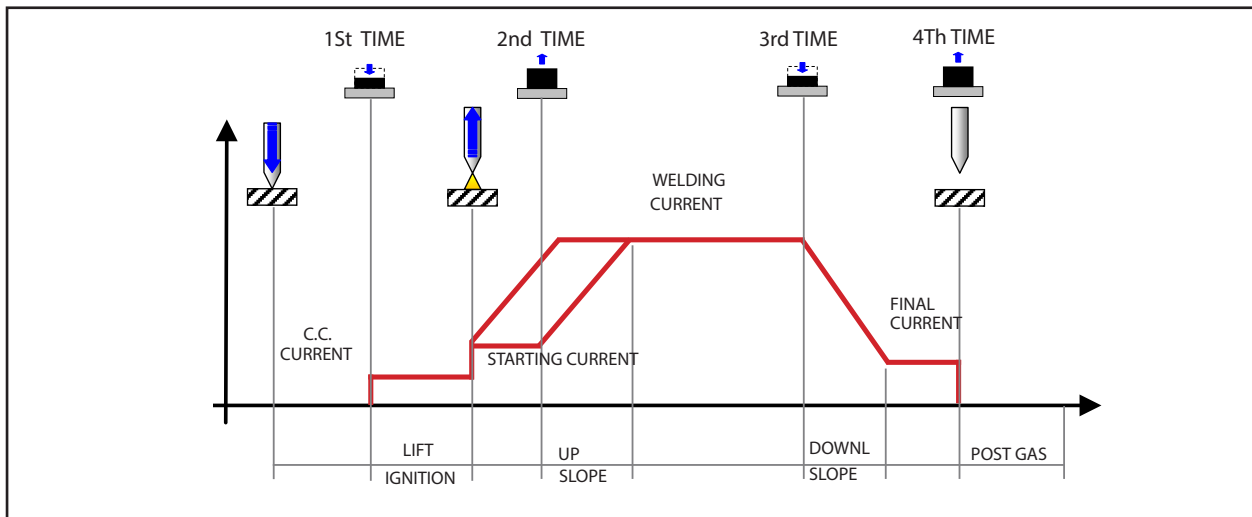 1St TIME
2nd TIME
3rd TIME
4Th TIME
WELDING
CURRENT
C.C.
CURRENT
STARTING CURRENT
FINAL
CURRENT
LIFT
IGNITION
UP
SLOPE
DOWNL
SLOPE
POST GAS